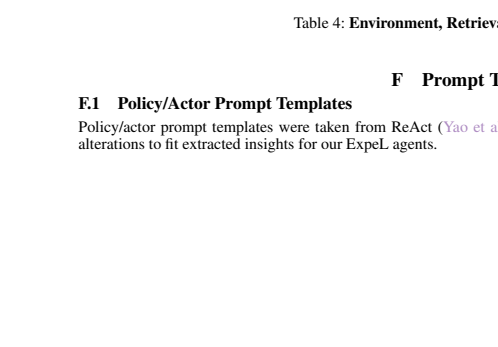 Table 4: Environment, Retriev
F Prompt T
F.1 Policy/Actor Prompt Templates
Policy/actor prompt templates were taken from ReAct (Yao et a
alterations to fit extracted insights for our ExpeL agents.